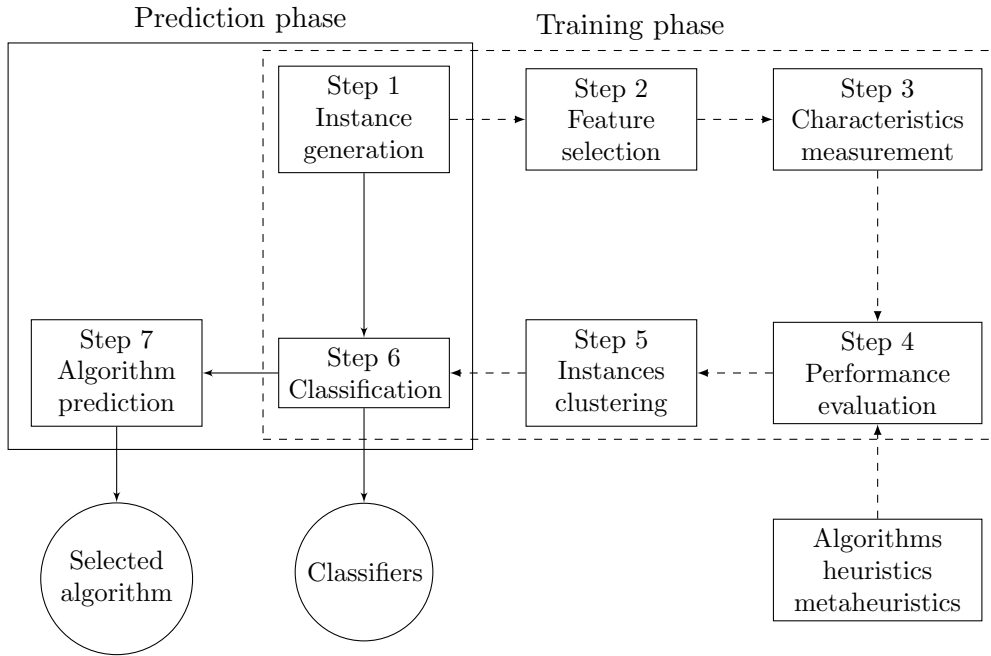 Prediction phase
Training phase
Step 1
Instance
generation
Step 2
Feature
selection
Step 3
Characteristics
measurement
Step 7
Algorithm
prediction
Step 6
Classification
Step 5
Instances
clustering
Step 4
Performance
evaluation
Selected
algorithm
Classifiers
Algorithms
heuristics
metaheuristics